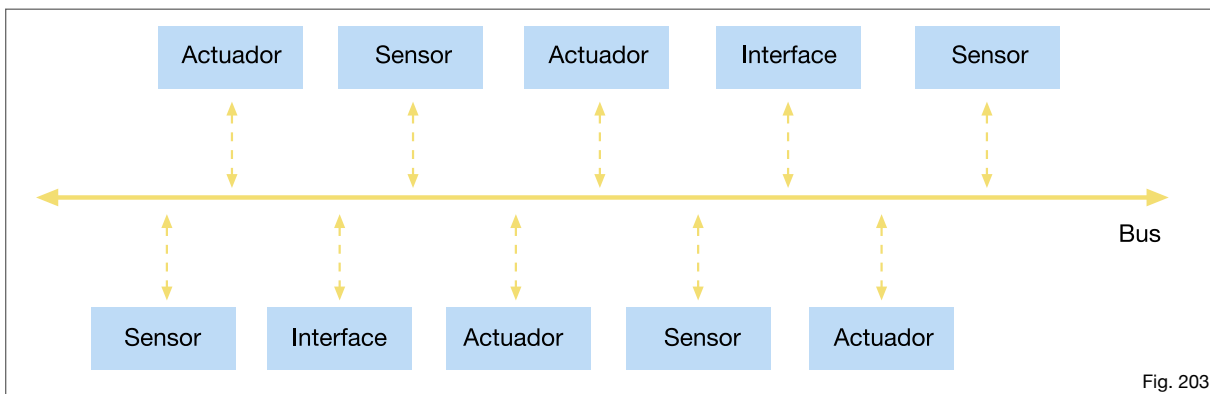 Actuador Sensor Actuador Interface Sensor
Bus
Sensor Interface Actuador Sensor Actuador
Fig. 203